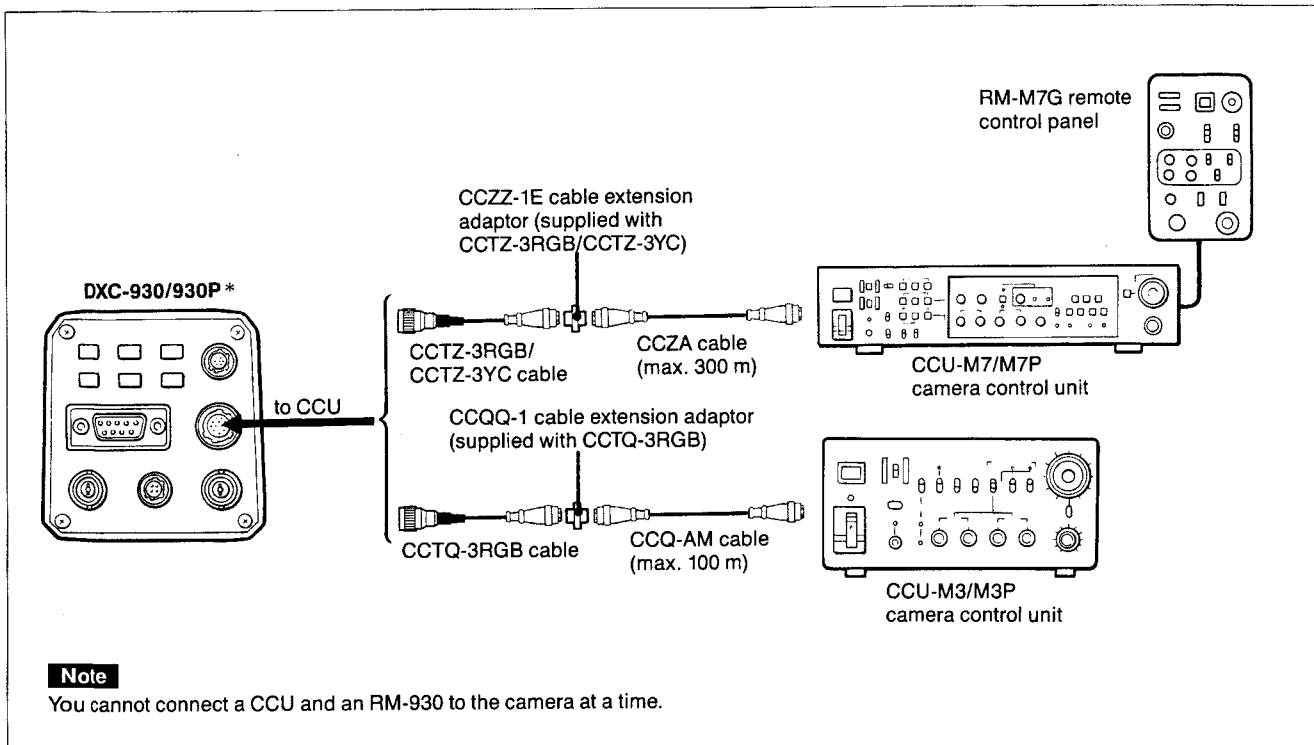 RM-M7G remote
control panel
CCZZ-1E cable extension
adaptor (supplied with
CCTZ-3RGB/CCTZ-3YC)
DXC-930/930P *
CCTZ-3RGB/
CCTZ-3YC cable
CCZA cable
(max. 300 m)
CCU-M7/M7P
camera control unit
to CCU
CCQQ-1 cable extension adaptor
(supplied with CCTQ-3RGB)
CCTQ-3RGB cable
CCQ-AM cable
(max. 100 m)
CCU-M3/M3P
camera control unit
Note
You cannot connect a CCU and an RM-930 to the camera at a time.